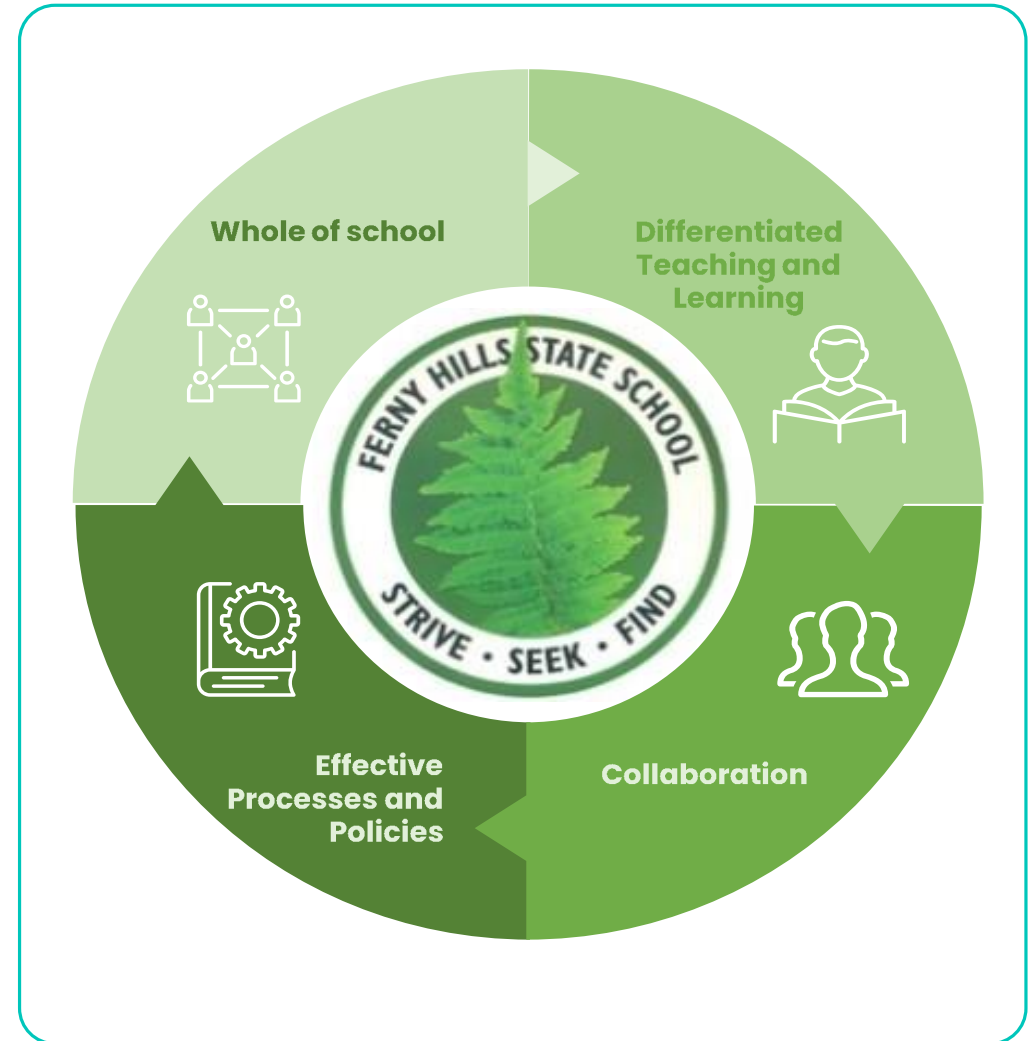 Whole of school
Differentiated
Teaching and
Learning
FERNY HILLS STATE SCHOOL
STRIVE • SEEK • FIND
Effective
Processes and
Policies
Collaboration